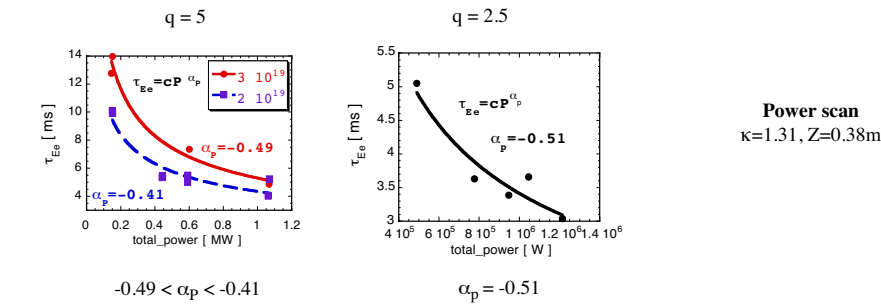 q = 5
q = 2.5
14
12
10
8
6
4
τEe [ ms ]
τEe=cP αP
3 10^19
2 10^19
αP=-0.49
αP=-0.41
0 0.2 0.4 0.6 0.8 1 1.2
total_power [ MW ]
5.5
5
4.5
4
3.5
3
τEe [ ms ]
τEe=cPαp
αp=-0.51
4 10^5 6 10^5 8 10^5 1 10^6 1.2 10^6 1.4 10^6
total_power [ W ]
Power scan
κ=1.31, Z=0.38m
-0.49 < αP < -0.41
αp = -0.51